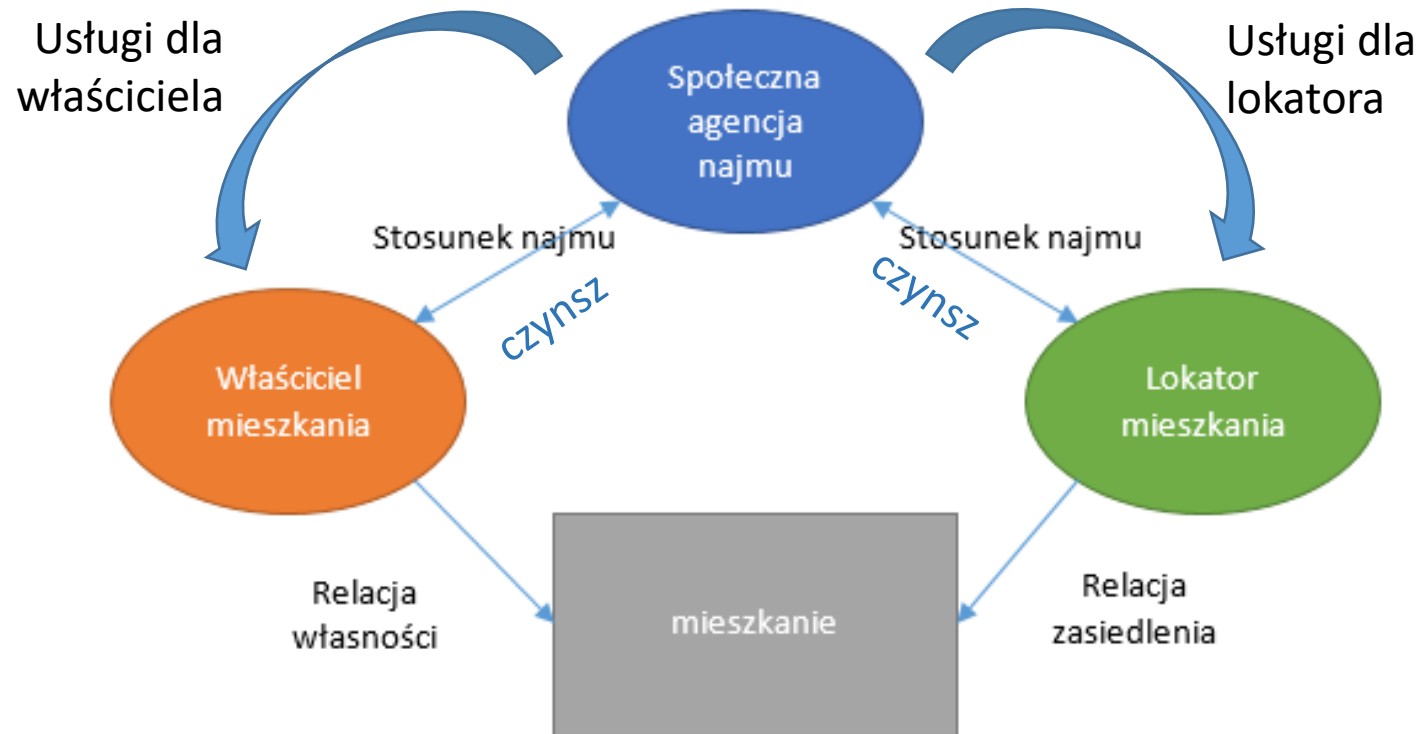 Usługi dla
właściciela
Usługi dla
lokatora
Społeczna
agencja
najmu
Stosunek najmu
Stosunek najmu
czynsz
czynsz
Właściciel
mieszkania
Lokator
mieszkania
Relacja
własności
mieszkanie
Relacja
zasiedlenia